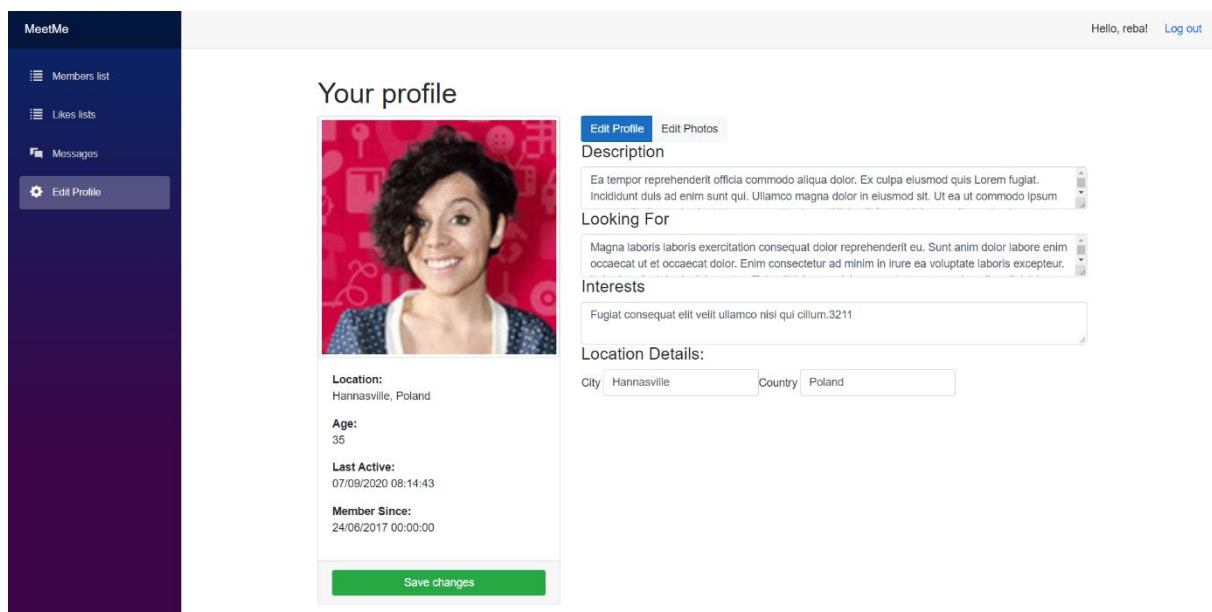 MeetMe
Hello, reba! Log out
Members list
Likes lists
Messages
Edit Profile
Your profile
Location:
Hannasville, Poland
Age:
35
Last Active:
07/09/2020 08:14:43
Member Since:
24/06/2017 00:00:00
Save changes
Edit Profile Edit Photos
Description
Ea tempor reprehenderit officia commodo aliqua dolor. Ex culpa eiusmod quis Lorem fugiat.
Incididunt duis ad enim sunt qui. Ullamco magna dolor in eiusmod sit. Ut ea ut commodo ipsum
Looking For
Magna laboris laboris exercitation consequat dolor reprehenderit eu. Sunt anim dolor labore enim
occaecat ut et occaecat dolor. Enim consectetur ad minim in irure ea voluptate laboris excepteur.
Interests
Fugiat consequat elit velit ullamco nisi qui cillum.3211
Location Details:
City Hannasville Country Poland